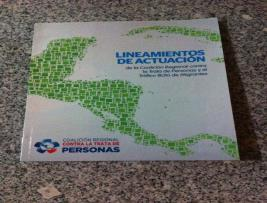 LINEAMIENTOS
DE ACTUACIÓN
de la Coalición Regional contra
la Trata de Personas y el
Tráfico Ilícito de Migrantes
COALICIÓN REGIONAL
CONTRA LA TRATA DE
PERSONAS